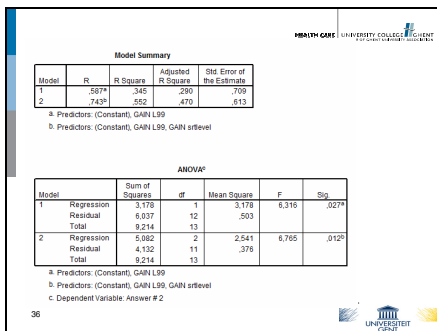 HEALTH CARE | UNIVERSITY COLLEGE GHENT
Model Summary
Model R R Square Adjusted R Square Std. Error of the Estimate
1 ,587a ,345 ,290 ,709
2 ,743b ,552 ,470 ,613
a. Predictors: (Constant), GAIN L99
b. Predictors: (Constant), GAIN L99, GAIN srtlevel
ANOVAc
Model Sum of Squares df Mean Square F Sig.
1 Regression 3,178 1 3,178 6,316 ,027a
Residual 6,037 12 ,503
Total 9,214 13
2 Regression 5,082 2 2,541 6,765 ,012b
Residual 4,132 11 ,376
Total 9,214 13
a. Predictors: (Constant), GAIN L99
b. Predictors: (Constant), GAIN L99, GAIN srtlevel
c. Dependent Variable: Answer # 2
36
UNIVERSITEIT
GENT